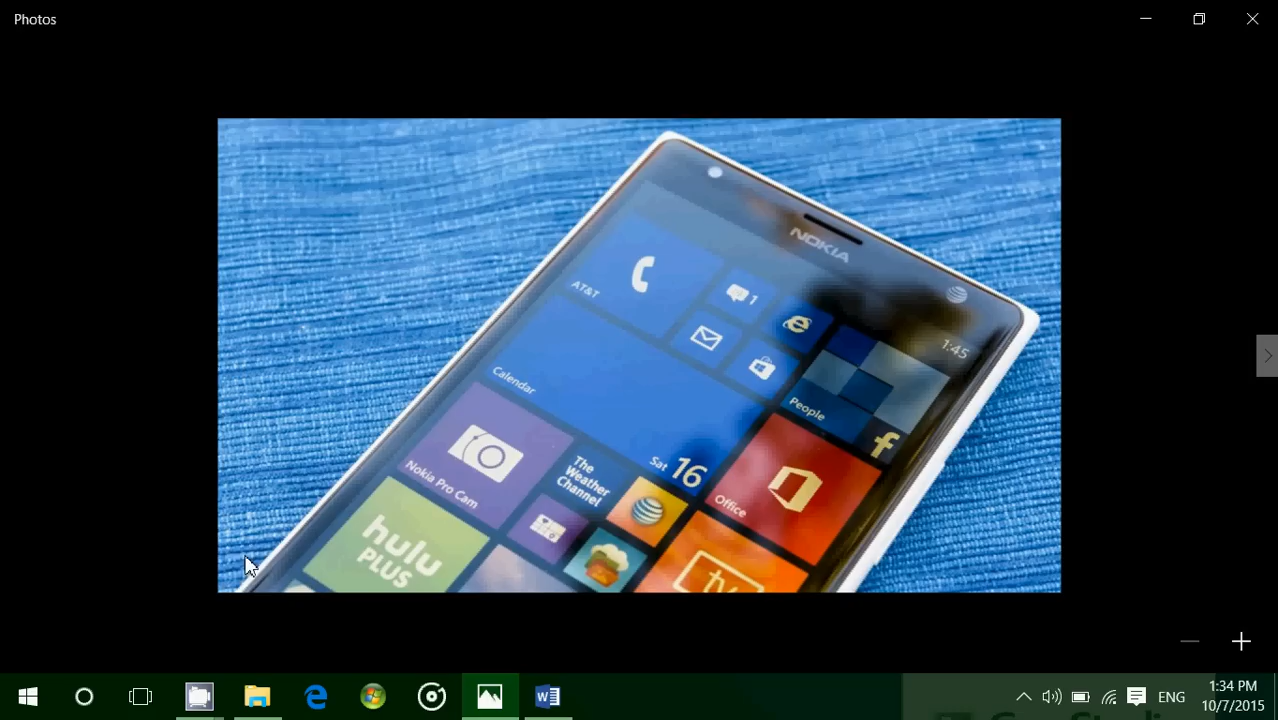 Photos
NOKIA
AT&T
1
1:45
Calendar
People
Sat 16
Nokia Pro Cam
The
Weather
Channel
Office
hulu
PLUS
tv
ENG
1:34 PM
10/7/2015